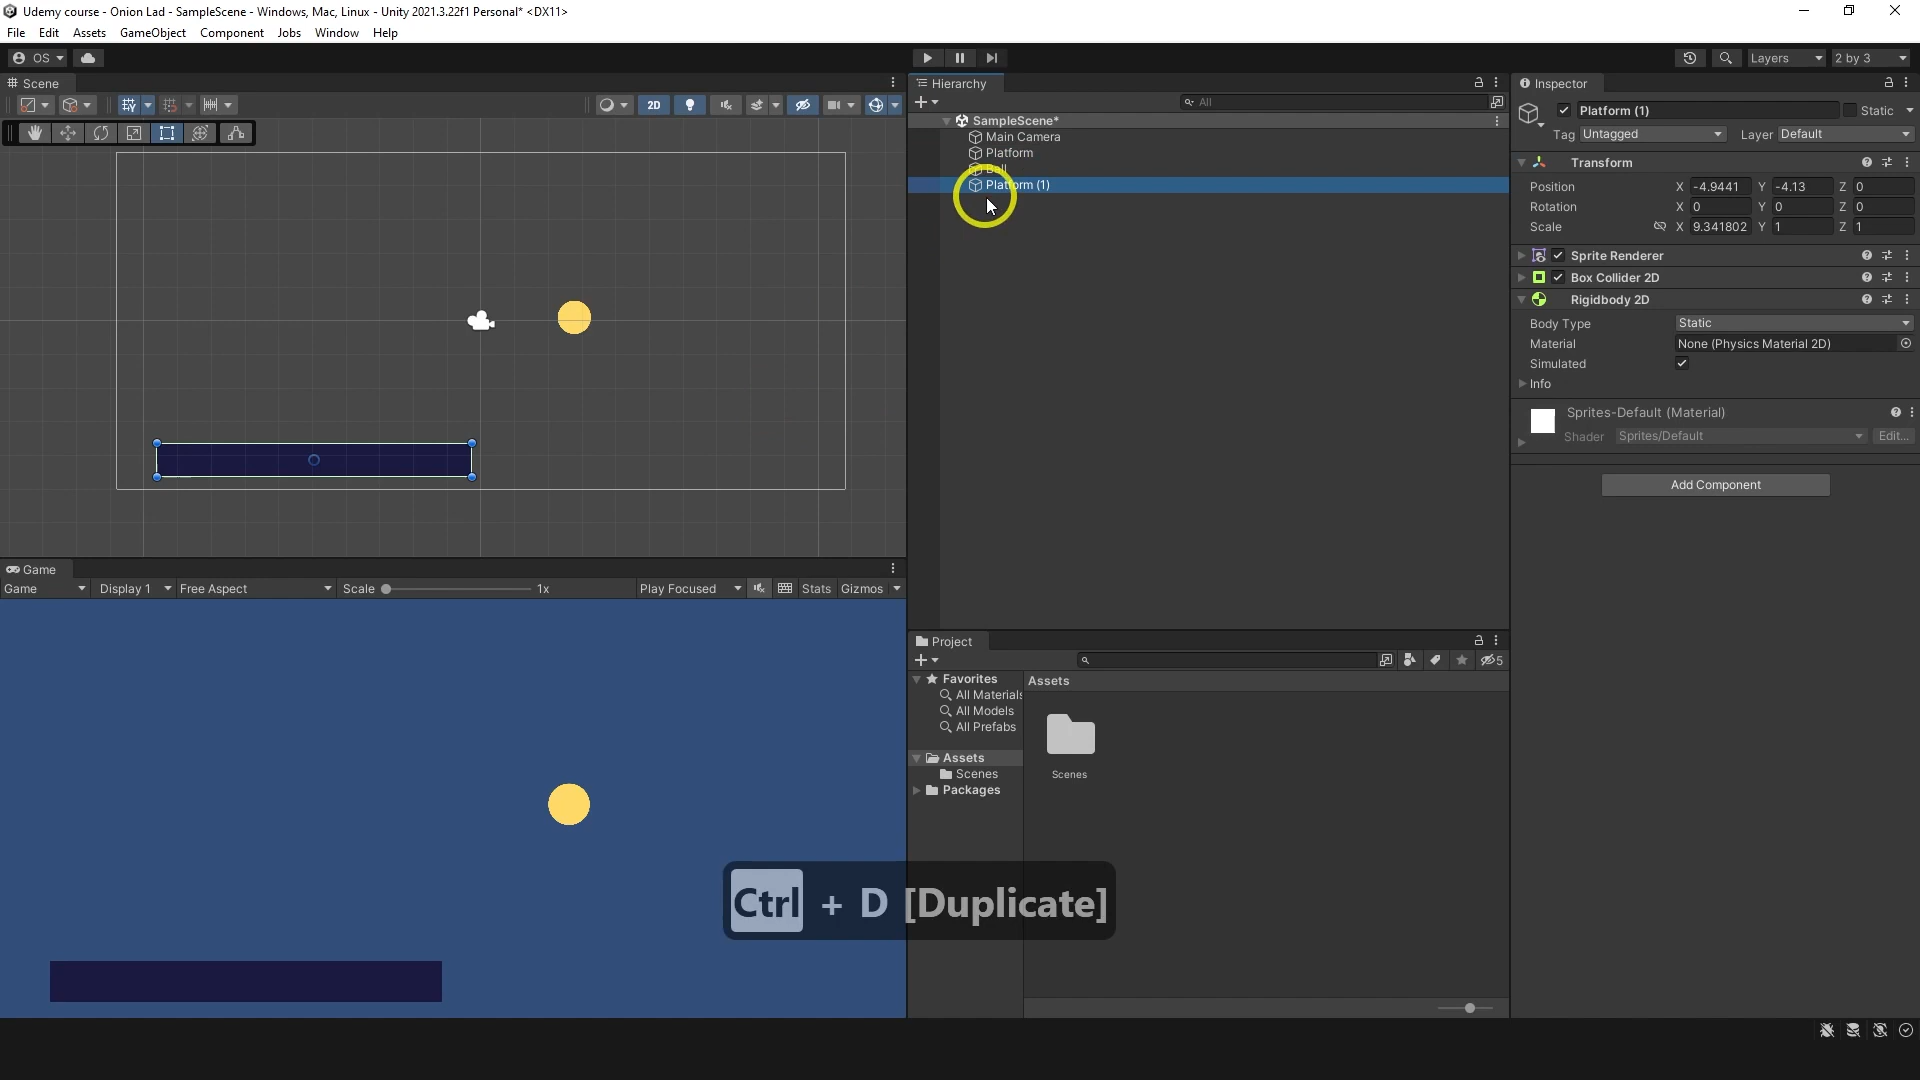 Udemy course - Onion Lad - SampleScene - Windows, Mac, Linux - Unity 2021.3.22f1 Personal* <DX11>
File Edit Assets GameObject Component Jobs Window Help
OS Layers 2 by 3
Scene
2D
Hierarchy
All
SampleScene*
Main Camera
Platform
Ball
Platform (1)
Inspector
Platform (1) Static
Tag Untagged Layer Default
Transform
Position X -4.9441 Y -4.13 Z 0
Rotation X 0 Y 0 Z 0
Scale X 9.341802 Y 1 Z 1
Sprite Renderer
Box Collider 2D
Rigidbody 2D
Body Type Static
Material None (Physics Material 2D)
Simulated
Info
Sprites-Default (Material)
Shader Sprites/Default Edit...
Add Component
Game
Game Display 1 Free Aspect Scale 1x Play Focused Stats Gizmos
Project
5
Favorites
All Materials
All Models
All Prefabs
Assets
Scenes
Packages
Assets
Scenes
Ctrl + D [Duplicate]